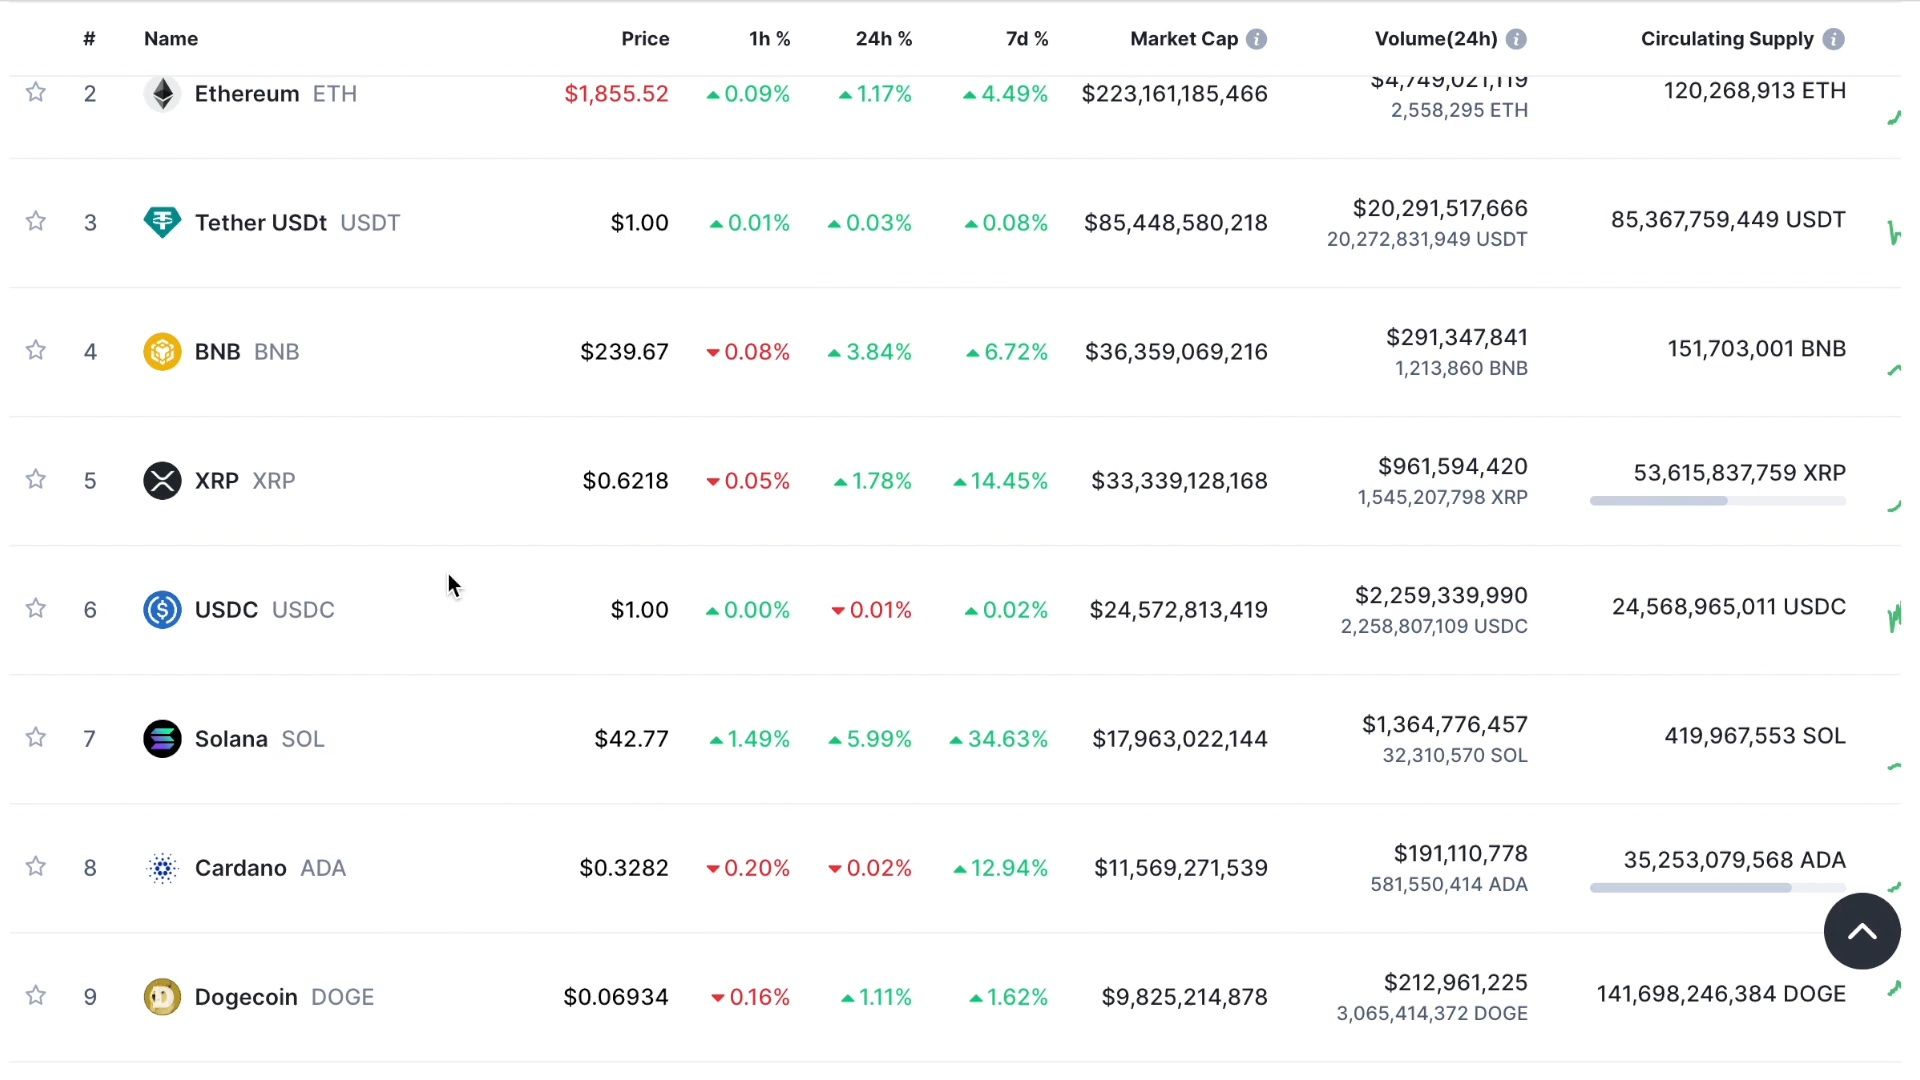 # Name Price 1h % 24h % 7d % Market Cap Volume(24h) Circulating Supply
2 Ethereum ETH $1,855.52 0.09% 1.17% 4.49% $223,161,185,466 $4,749,021,119 120,268,913 ETH
2,558,295 ETH
3 Tether USDt USDT $1.00 0.01% 0.03% 0.08% $85,448,580,218 $20,291,517,666 85,367,759,449 USDT
20,272,831,949 USDT
4 BNB BNB $239.67 0.08% 3.84% 6.72% $36,359,069,216 $291,347,841 151,703,001 BNB
1,213,860 BNB
5 XRP XRP $0.6218 0.05% 1.78% 14.45% $33,339,128,168 $961,594,420 53,615,837,759 XRP
1,545,207,798 XRP
6 USDC USDC $1.00 0.00% 0.01% 0.02% $24,572,813,419 $2,259,339,990 24,568,965,011 USDC
2,258,807,109 USDC
7 Solana SOL $42.77 1.49% 5.99% 34.63% $17,963,022,144 $1,364,776,457 419,967,553 SOL
32,310,570 SOL
8 Cardano ADA $0.3282 0.20% 0.02% 12.94% $11,569,271,539 $191,110,778 35,253,079,568 ADA
581,550,414 ADA
9 Dogecoin DOGE $0.06934 0.16% 1.11% 1.62% $9,825,214,878 $212,961,225 141,698,246,384 DOGE
3,065,414,372 DOGE